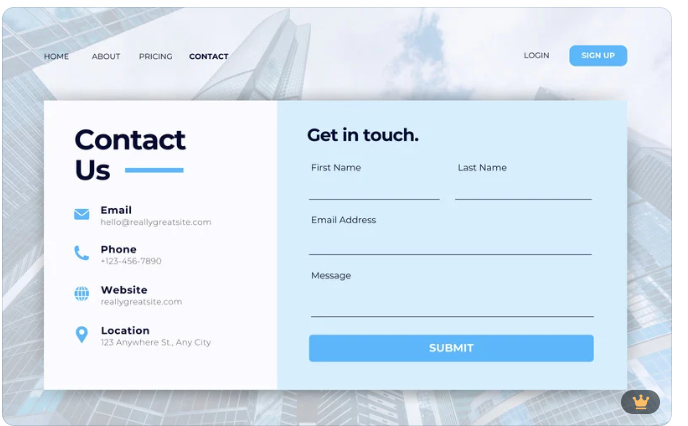 HOME ABOUT PRICING CONTACT LOGIN SIGN UP
Contact
Us
Email
hello@reallygreatsite.com
Phone
+123-456-7890
Website
reallygreatsite.com
Location
123 Anywhere St., Any City
Get in touch.
First Name Last Name
Email Address
Message
SUBMIT